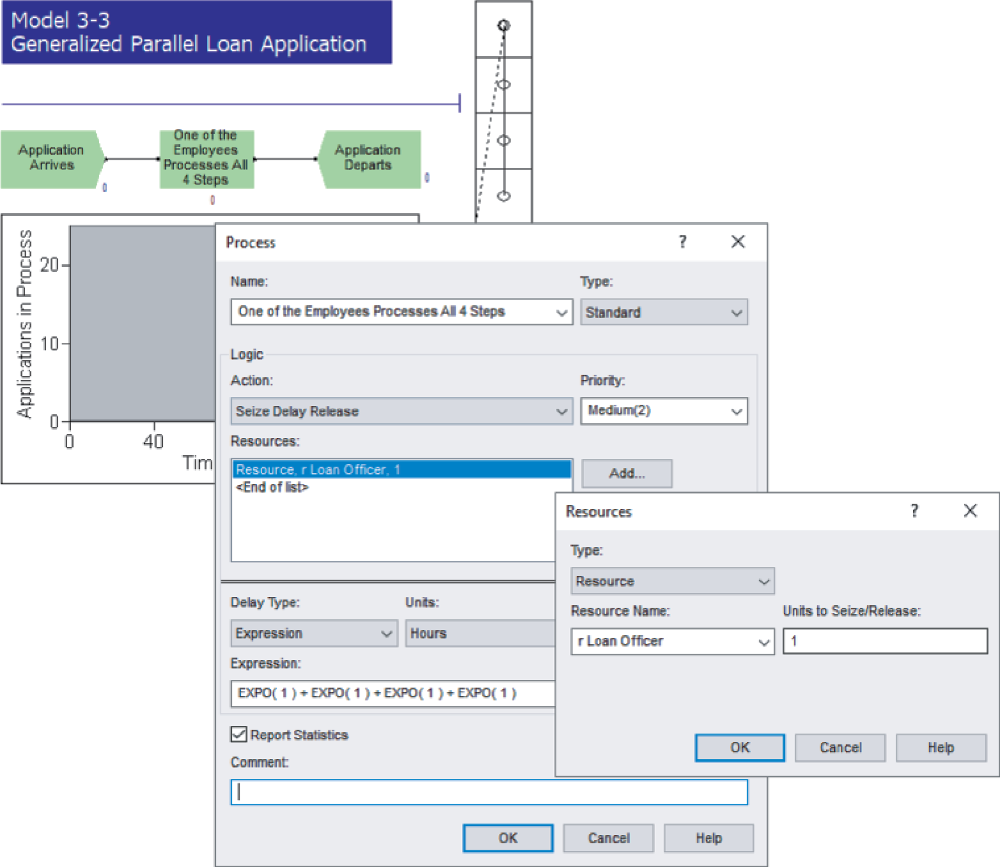 Model 3-3
Generalized Parallel Loan Application
Application
Arrives
0
One of the
Employees
Processes All
4 Steps
0
Application
Departs
0
Applications in Process
20
10
0
0
40
Tim
Process
?
Name:
Type:
One of the Employees Processes All 4 Steps
Standard
Logic
Action:
Priority:
Seize Delay Release
Medium(2)
Resources:
Resource, r Loan Officer, 1
<End of list>
Add...
Delay Type:
Units:
Expression
Hours
Expression:
EXPO( 1 ) + EXPO( 1 ) + EXPO( 1 ) + EXPO( 1 )
Report Statistics
Comment:
OK
Cancel
Help
Resources
?
Type:
Resource
Resource Name:
Units to Seize/Release:
r Loan Officer
1
OK
Cancel
Help